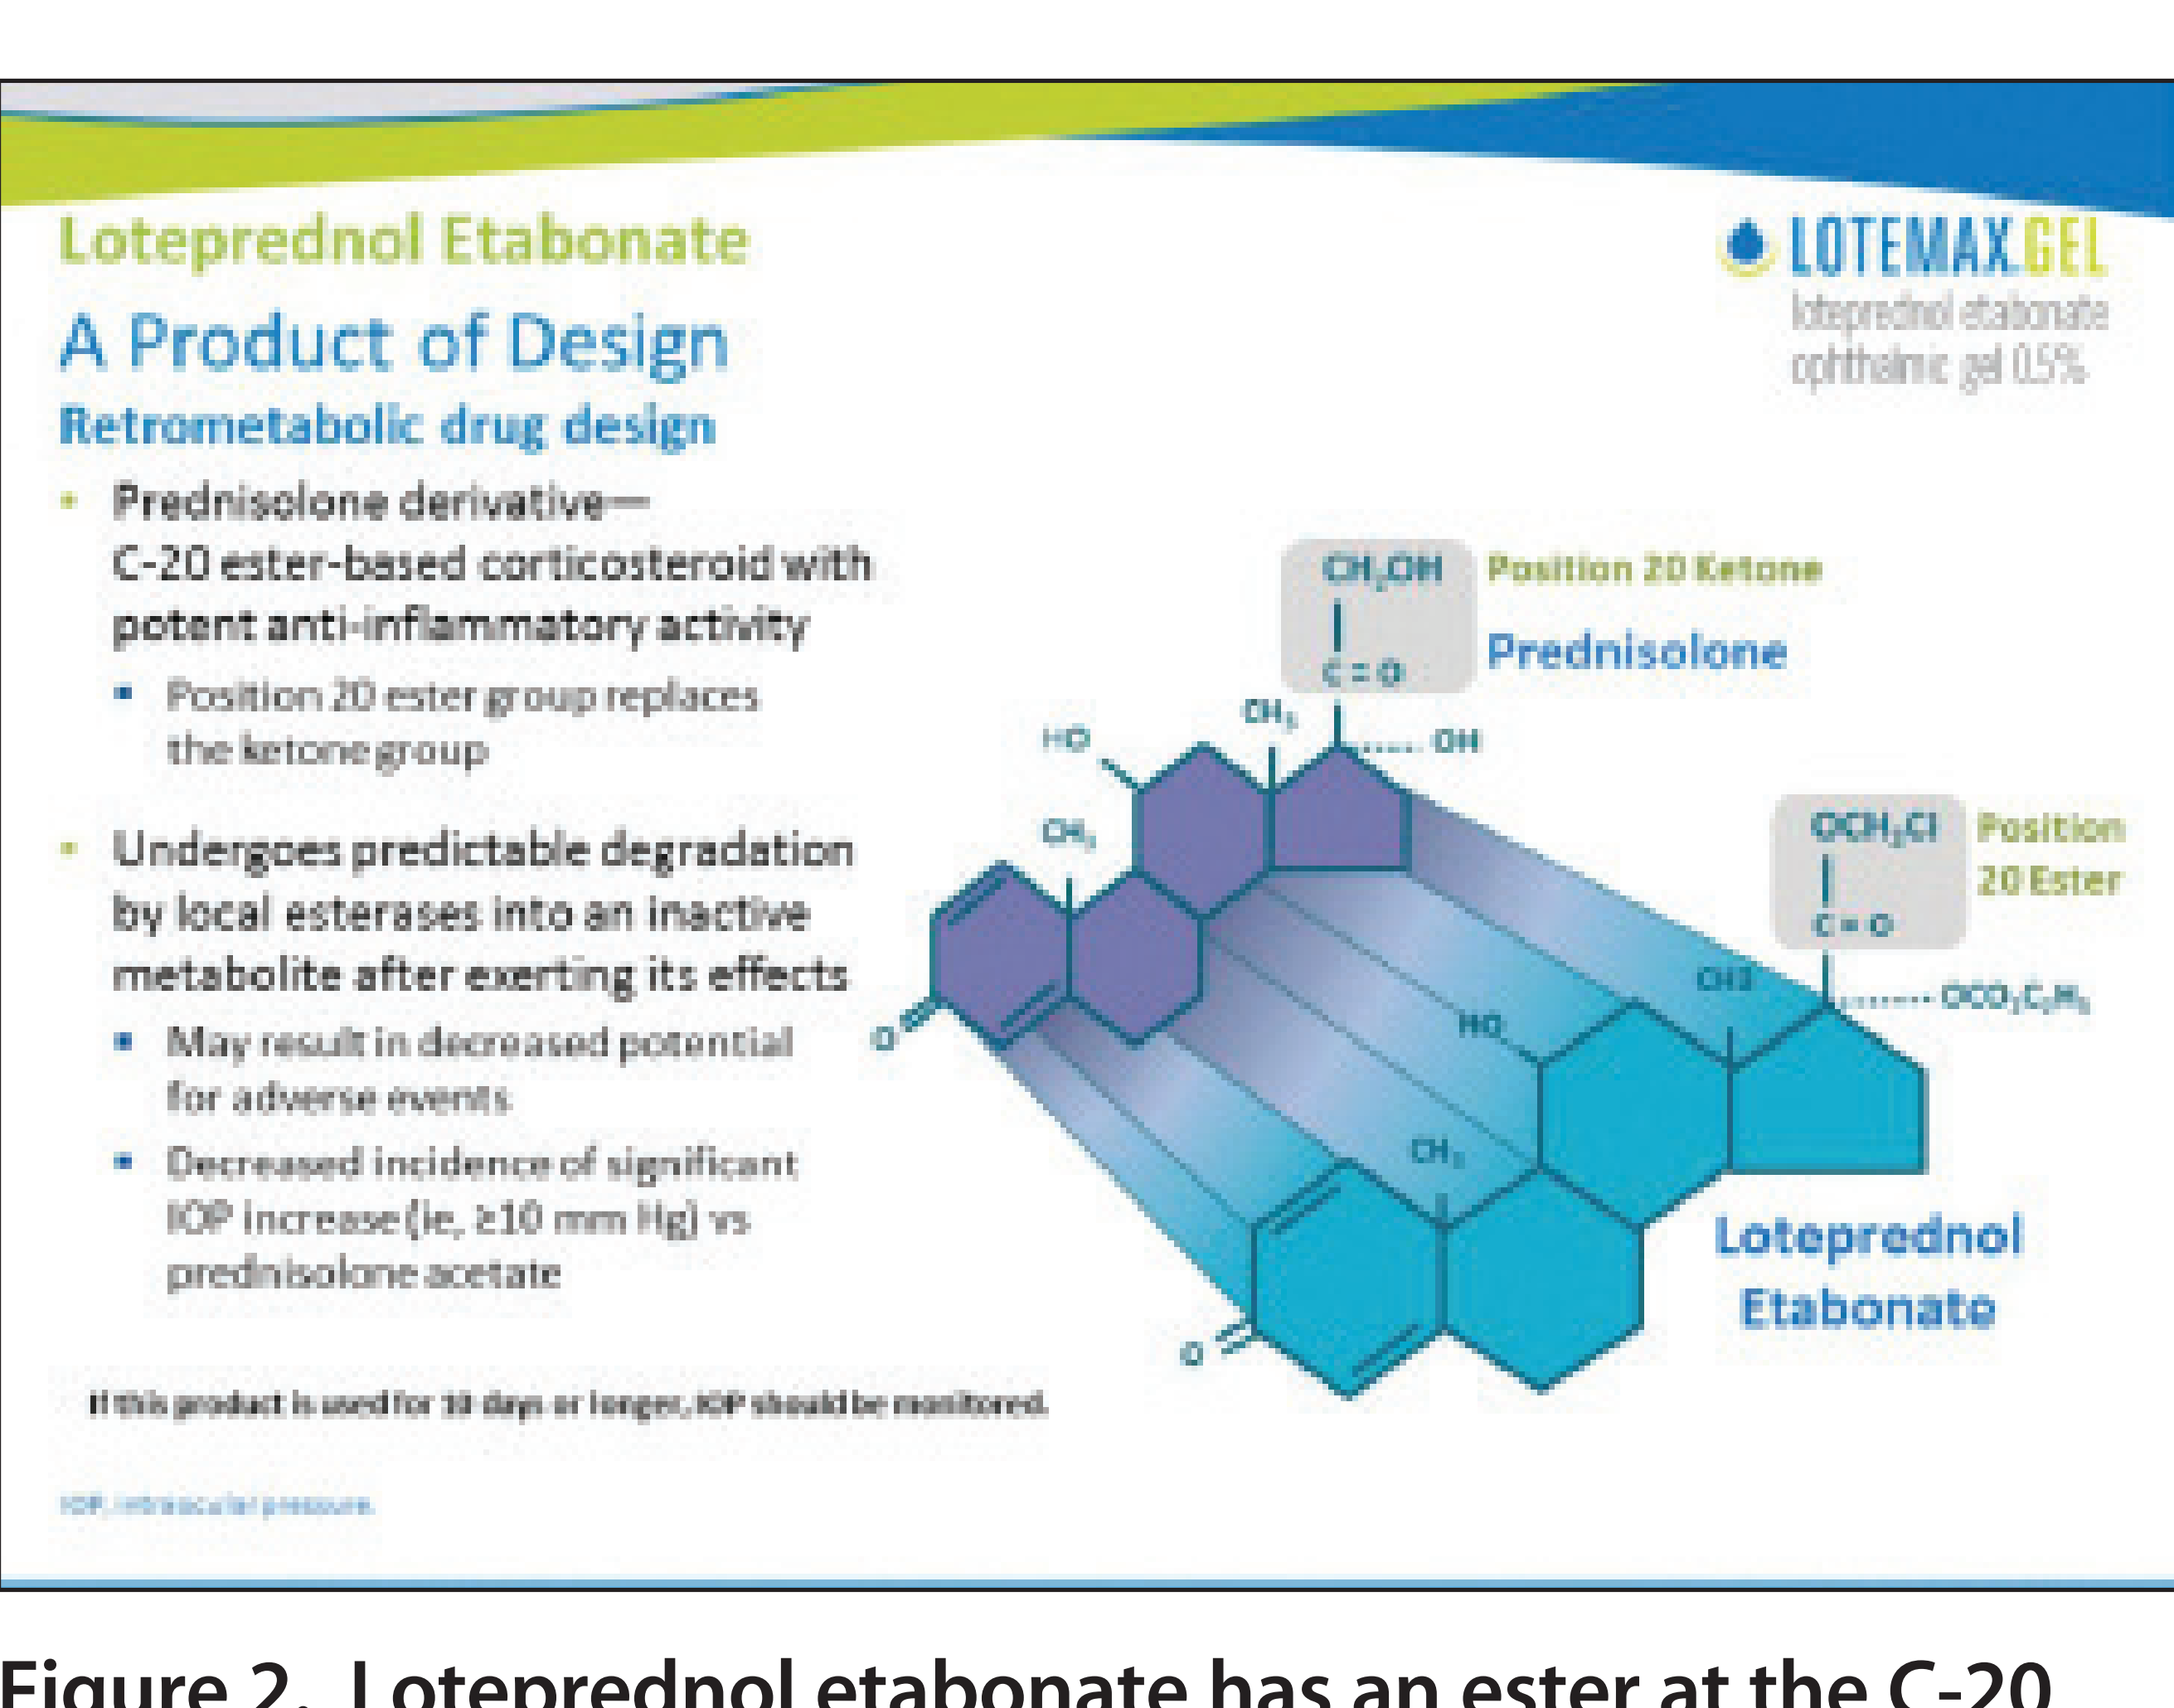 Loteprednol Etabonate
A Product of Design
Retrometabolic drug design
LOTEMAX GEL
loteprednol etabonate
ophthalmic gel 0.5%
• Prednisolone derivative—
C-20 ester-based corticosteroid with
potent anti-inflammatory activity
▪ Position 20 ester group replaces
the ketone group
• Undergoes predictable degradation
by local esterases into an inactive
metabolite after exerting its effects
▪ May result in decreased potential
for adverse events
▪ Decreased incidence of significant
IOP increase (ie, ≥10 mm Hg) vs
prednisolone acetate
If this product is used for 10 days or longer, IOP should be monitored.
IOP, intraocular pressure.
CH₂OH
C=O
Position 20 Ketone
Prednisolone
CH₃
OH
HO
CH₃
O
OCH₂Cl
C=O
Position
20 Ester
CH3
OCO₂C₂H₅
HO
CH₃
O
Loteprednol
Etabonate
Figure 2. Loteprednol etabonate has an ester at the C-20